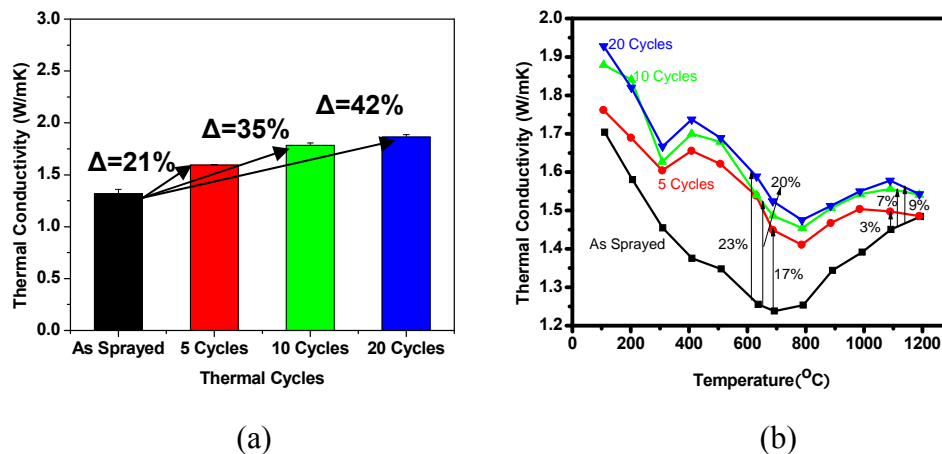 Thermal Conductivity (W/mK)
3.0
2.5
2.0
1.5
1.0
0.5
0.0
Δ=21%
Δ=35%
Δ=42%
As Sprayed
5 Cycles
10 Cycles
20 Cycles
Thermal Cycles
(a)
Thermal Conductivity (W/mK)
2.0
1.9
1.8
1.7
1.6
1.5
1.4
1.3
1.2
20 Cycles
10 Cycles
5 Cycles
As Sprayed
20%
23%
17%
7%
9%
3%
0
200
400
600
800
1000
1200
Temperature(°C)
(b)